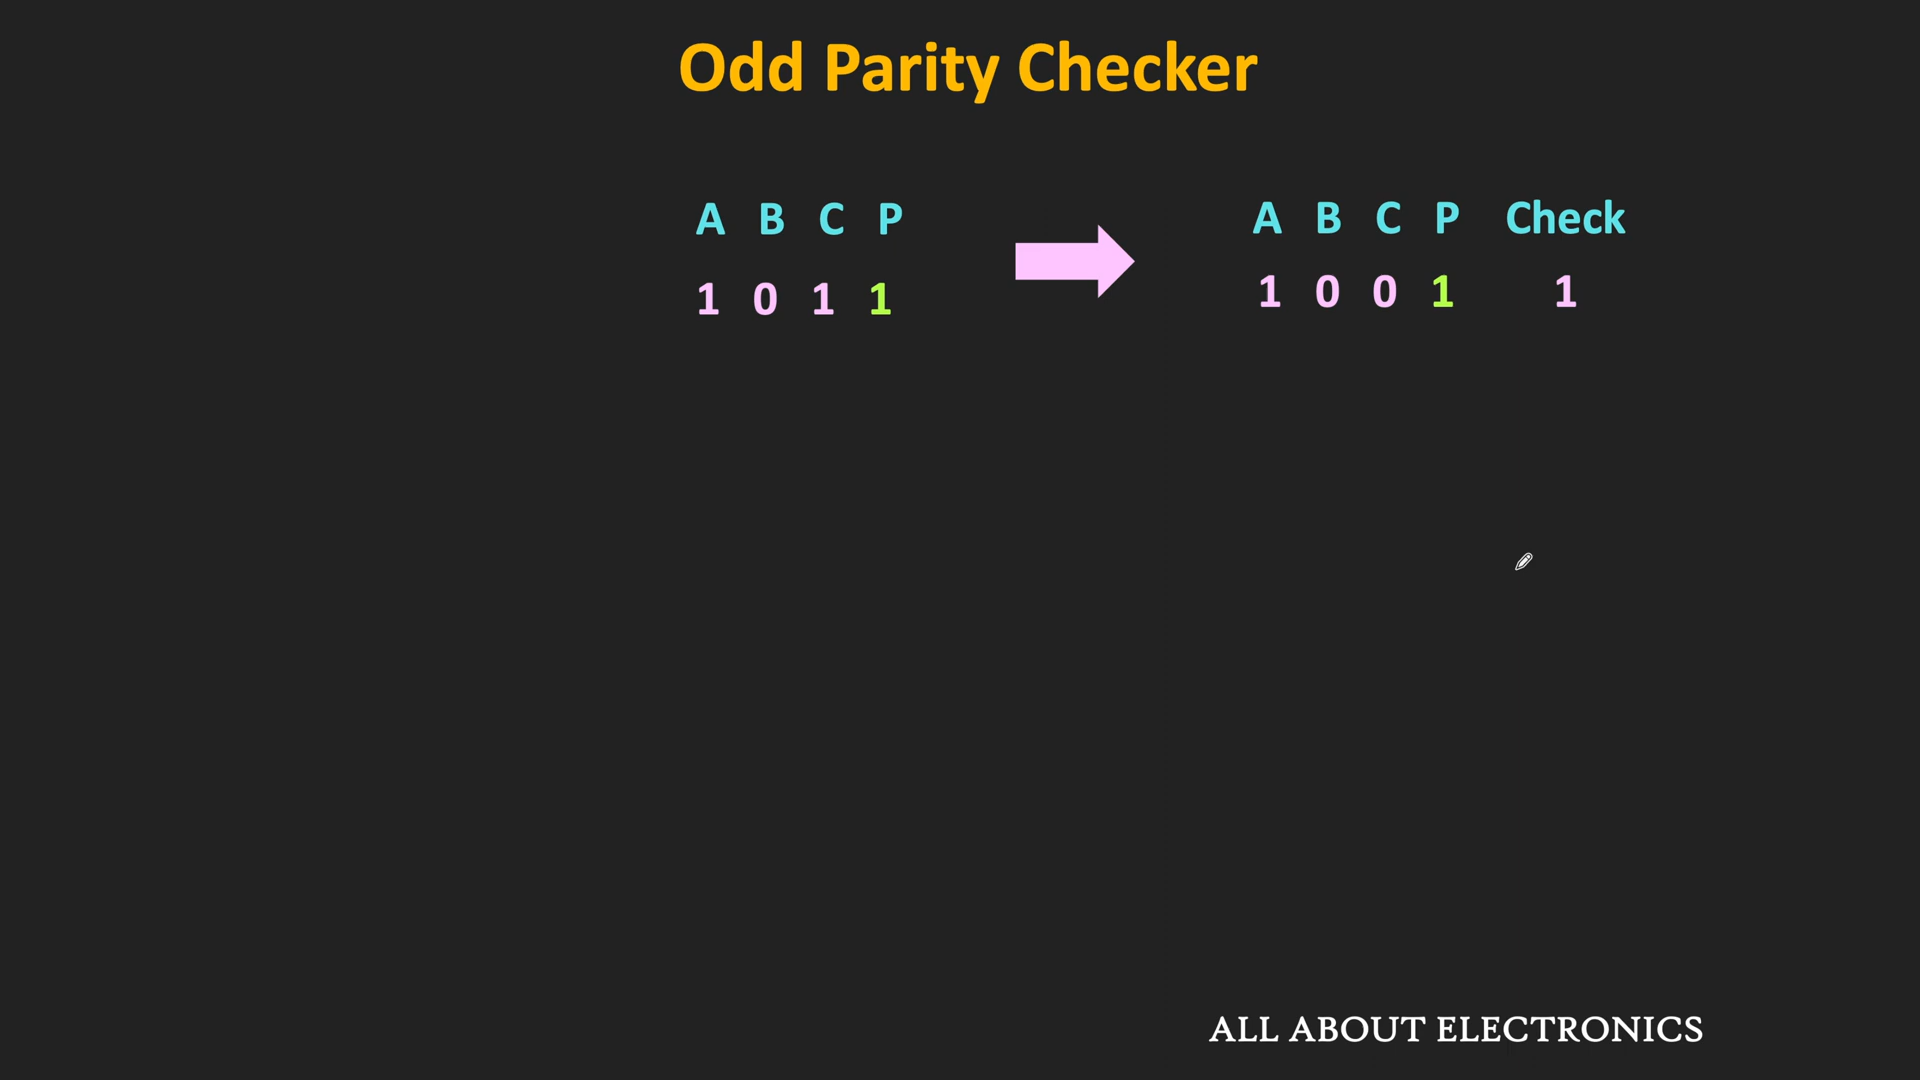 Odd Parity Checker
A B C P
1 0 1 1
A B C P Check
1 0 0 1 1
ALL ABOUT ELECTRONICS